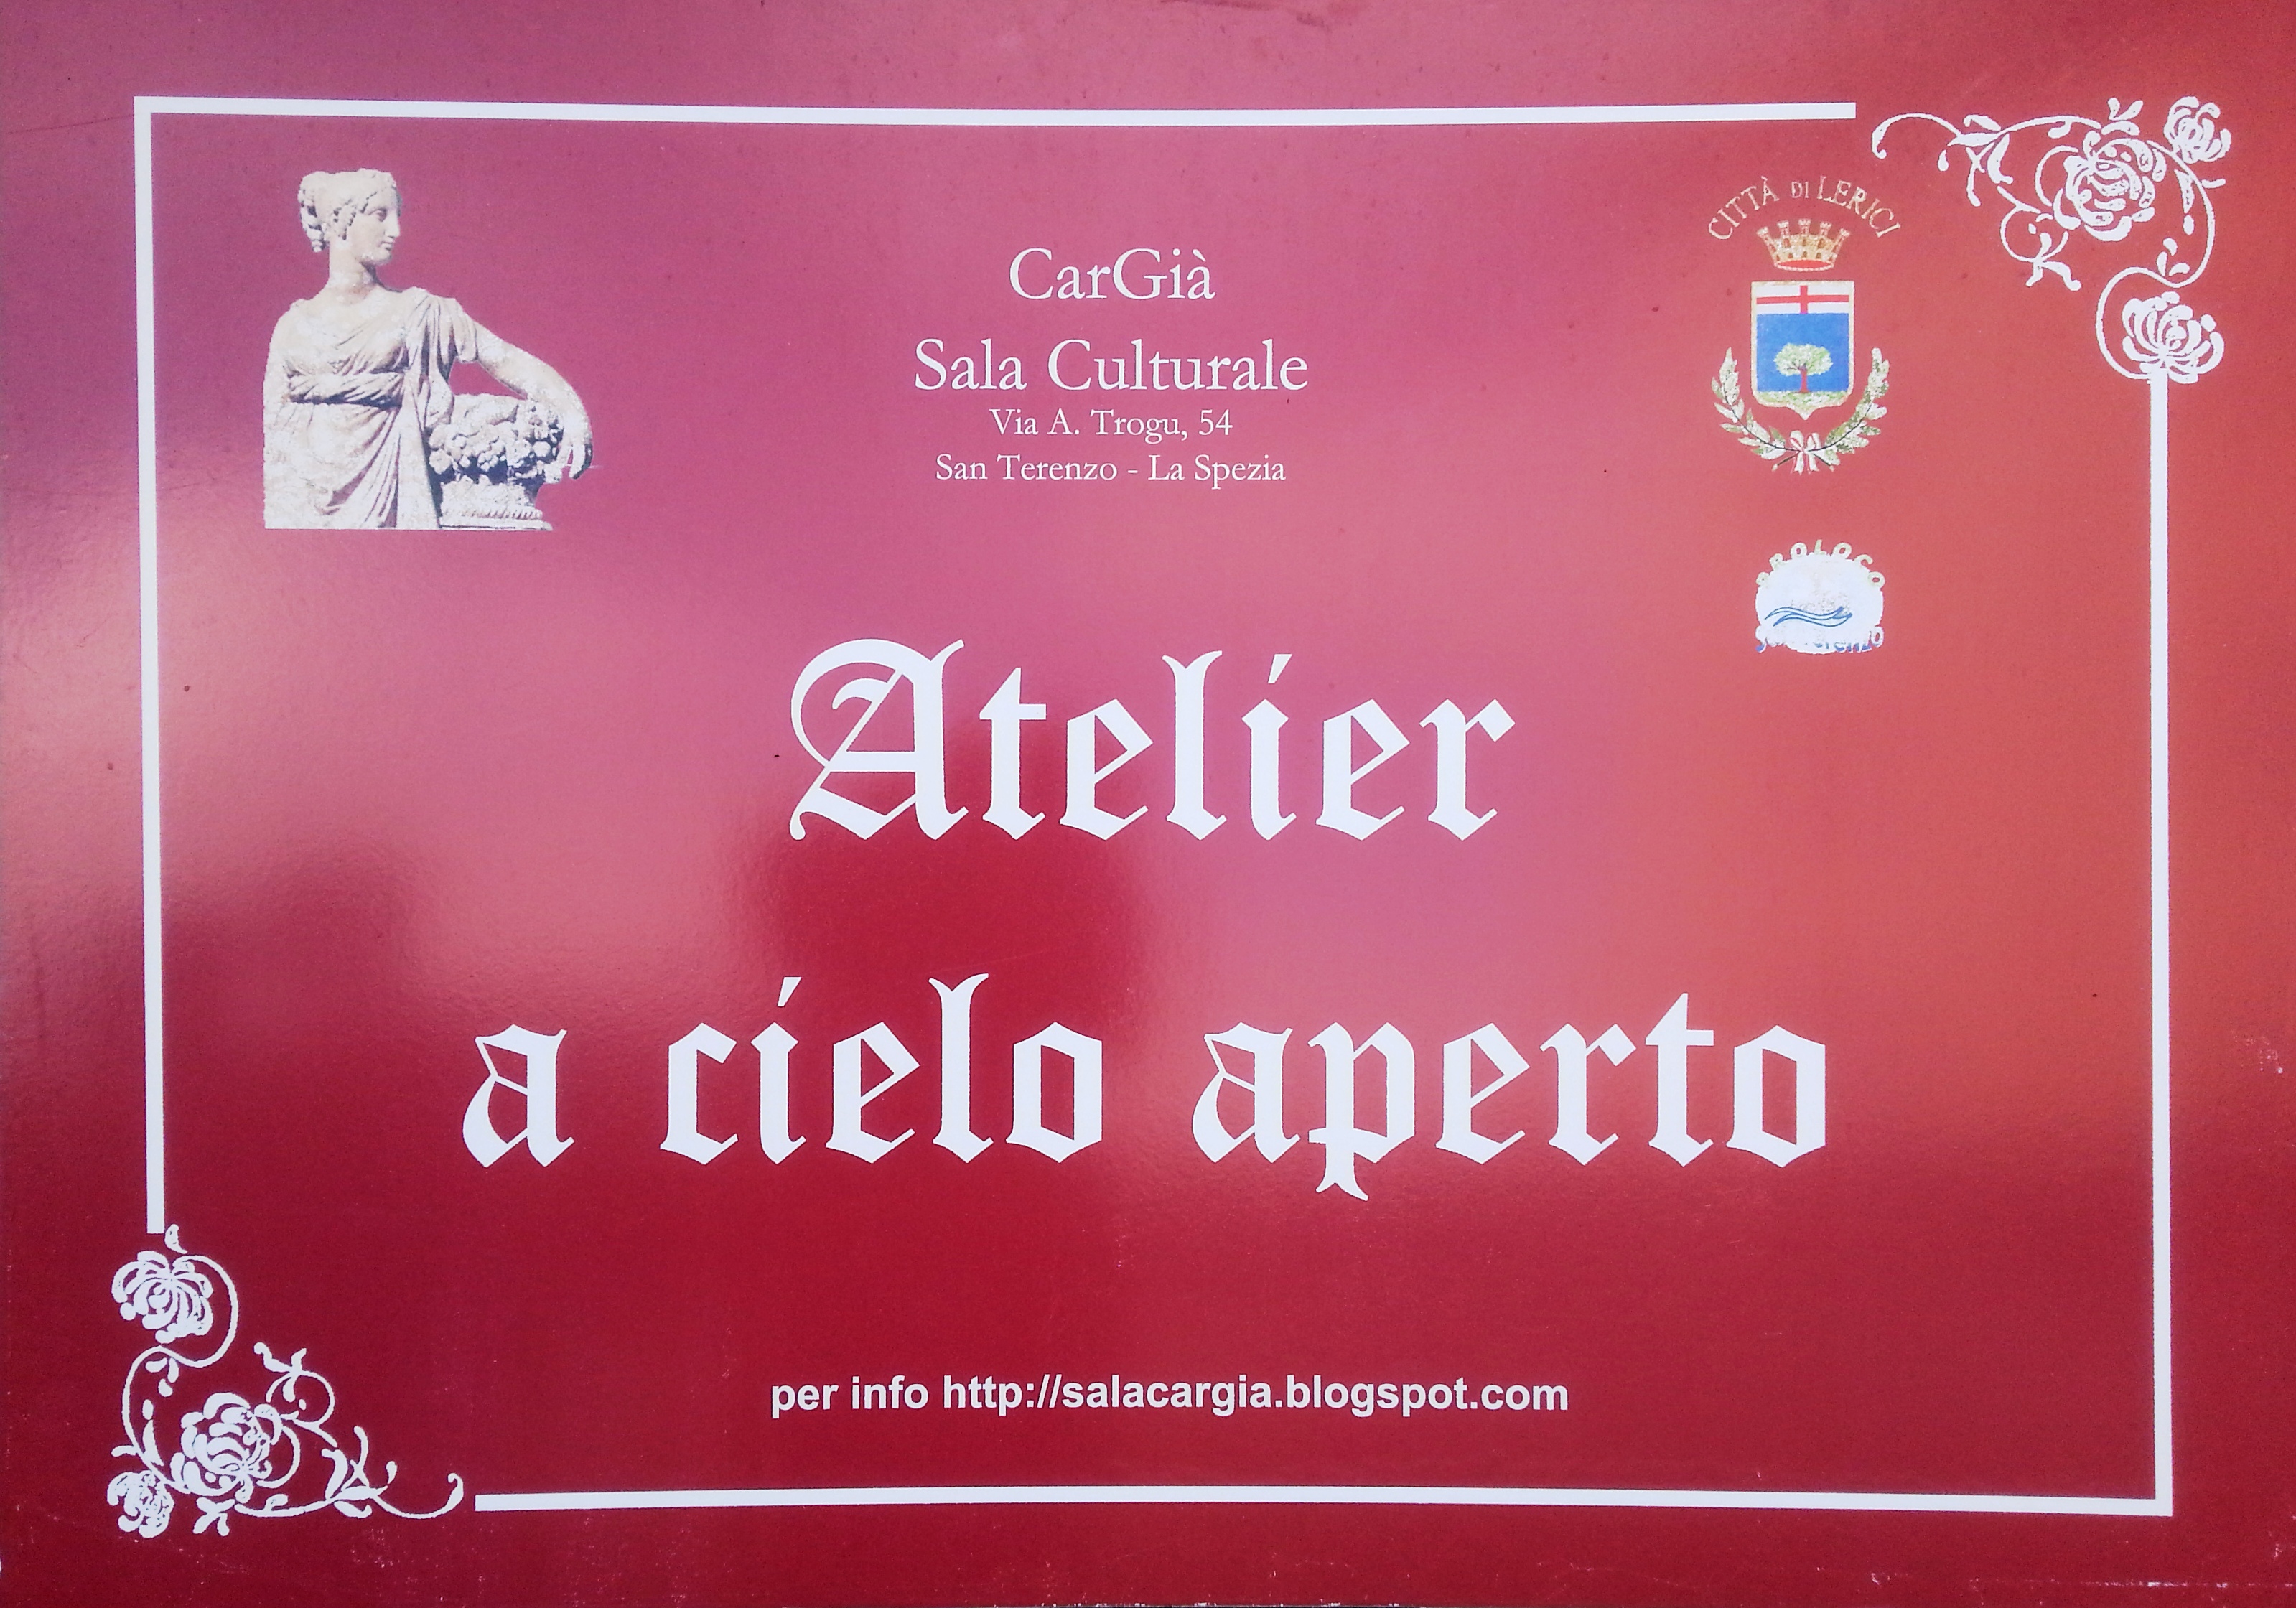 CarGià
Sala Culturale
Via A. Trogu, 54
San Terenzo - La Spezia
CITTÀ DI LERICI
PROLOCO
Atelier
a cielo aperto
per info http://salacargia.blogspot.com